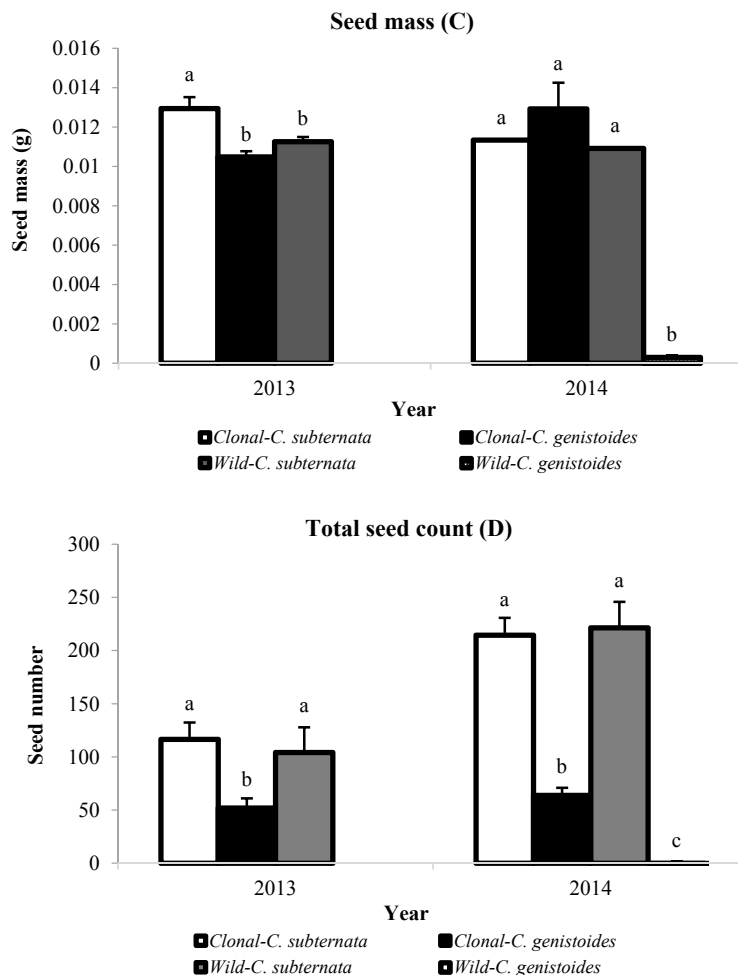 Seed mass (C)
0.016
0.014
0.012
0.01
0.008
0.006
0.004
0.002
0
Seed mass (g)
a
b
b
a
a
a
b
2013
2014
Year
Clonal-C. subternata
Clonal-C. genistoides
Wild-C. subternata
Wild-C. genistoides
Total seed count (D)
300
250
200
150
100
50
0
Seed number
a
b
a
a
b
a
c
2013
2014
Year
Clonal-C. subternata
Clonal-C. genistoides
Wild-C. subternata
Wild-C. genistoides